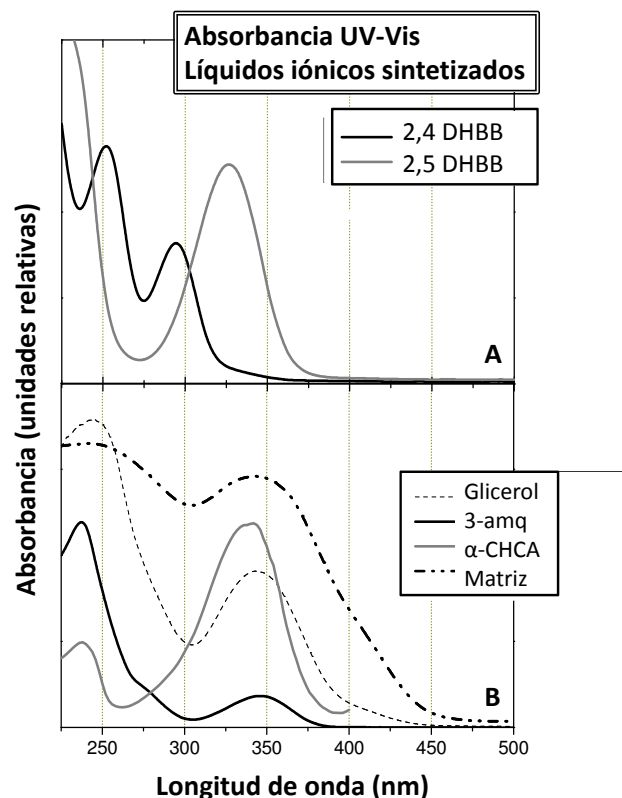 Absorbancia UV-Vis
Líquidos iónicos sintetizados
2,4 DHBB
2,5 DHBB
A
Absorbancia (unidades relativas)
Glicerol
3-amq
α-CHCA
Matriz
B
250 300 350 400 450 500
Longitud de onda (nm)